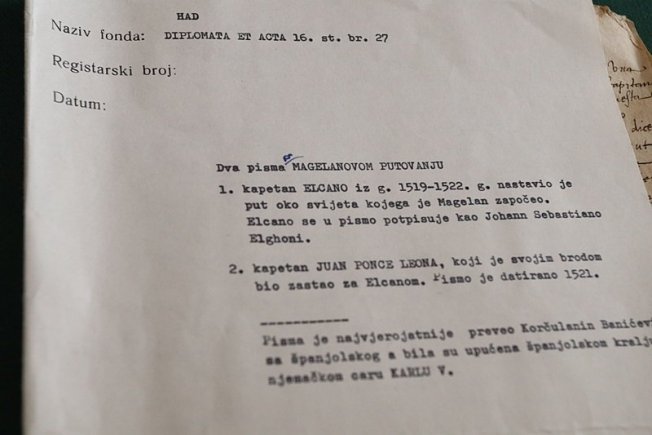 HAD
Naziv fonda: DIPLOMATA ET ACTA 16. st. br. 27
Registarski broj:
Datum:
Dva pisma MAGELANOVOM PUTOVANJU
1. kapetan ELCANO iz g. 1519-1522. g. nastavio je
put oko svijeta kojega je Magelan započeo.
Elcano se u pismo potpisuje kao Johann Sebastiano
Elghoni.
2. kapetan JUAN PONCE LEONA, koji je svojim brodom
bio zastao za Elcanom. Pismo je datirano 1521.
Pisma je najvjerojatnije preveo Korčulanin Banićevi
sa španjolskog a bila su upućena španjolskom kralju
njemačkom caru KARLU V.